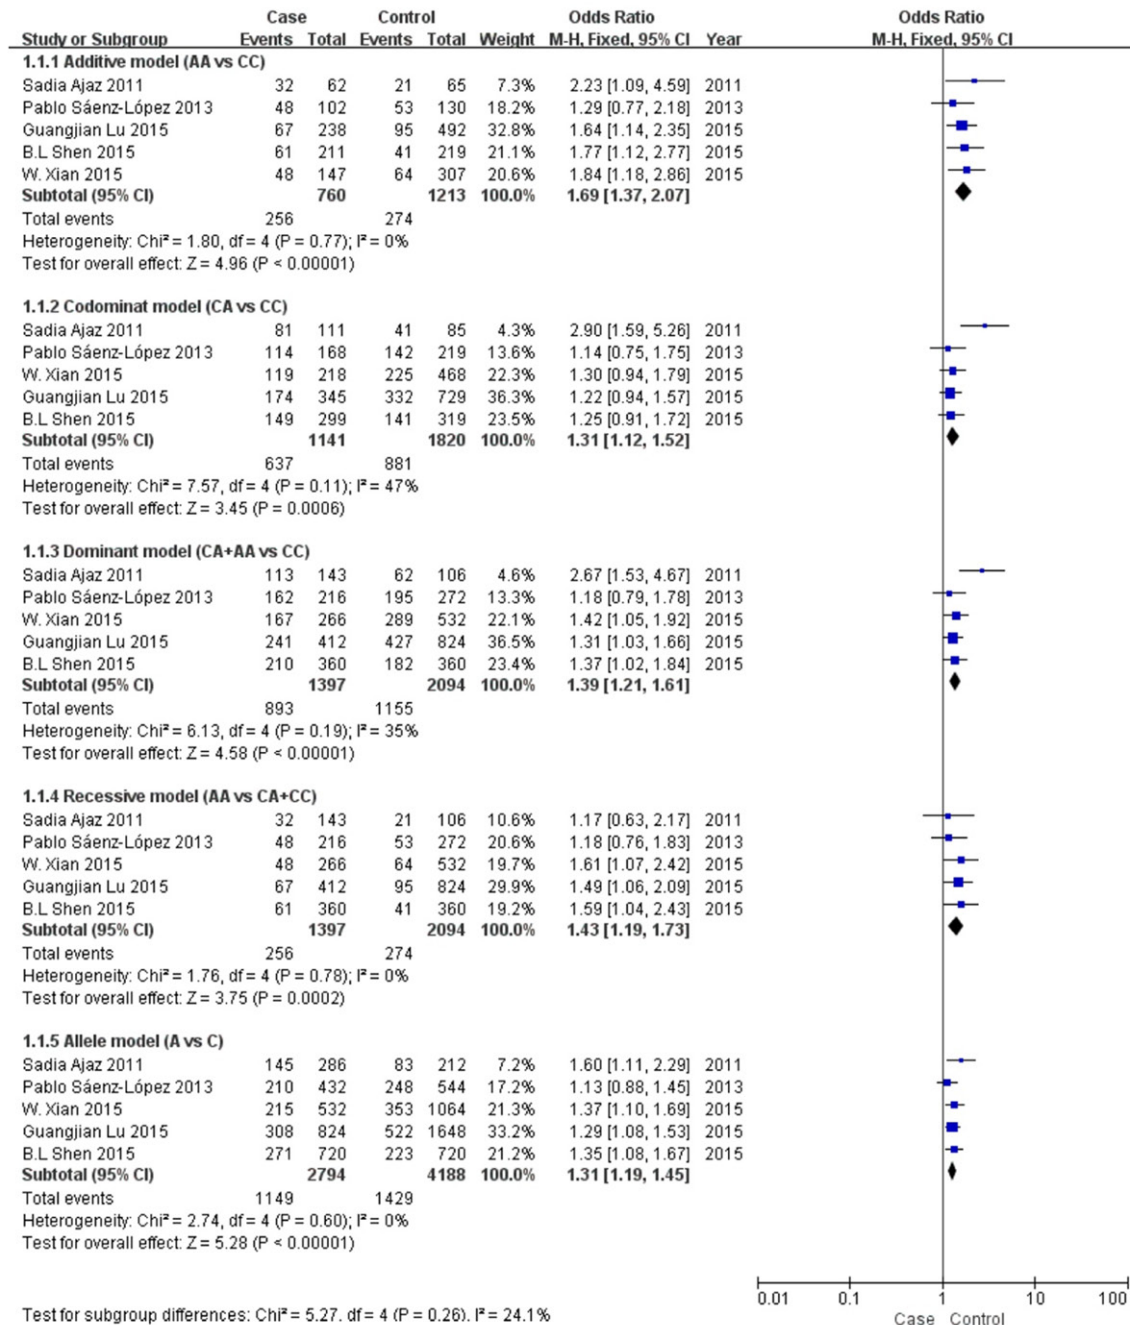 Case Control Odds Ratio Odds Ratio
Study or Subgroup Events Total Events Total Weight M-H, Fixed, 95% CI Year M-H, Fixed, 95% CI
1.1.1 Additive model (AA vs CC)
Sadia Ajaz 2011 32 62 21 65 7.3% 2.23 [1.09, 4.59] 2011
Pablo Sáenz-López 2013 48 102 53 130 18.2% 1.29 [0.77, 2.18] 2013
Guangjian Lu 2015 67 238 95 492 32.8% 1.64 [1.14, 2.35] 2015
B.L Shen 2015 61 211 41 219 21.1% 1.77 [1.12, 2.77] 2015
W. Xian 2015 48 147 64 307 20.6% 1.84 [1.18, 2.86] 2015
Subtotal (95% CI) 760 1213 100.0% 1.69 [1.37, 2.07]
Total events 256 274
Heterogeneity: Chi² = 1.80, df = 4 (P = 0.77); I² = 0%
Test for overall effect: Z = 4.96 (P < 0.00001)
1.1.2 Codominat model (CA vs CC)
Sadia Ajaz 2011 81 111 41 85 4.3% 2.90 [1.59, 5.26] 2011
Pablo Sáenz-López 2013 114 168 142 219 13.6% 1.14 [0.75, 1.75] 2013
W. Xian 2015 119 218 225 468 22.3% 1.30 [0.94, 1.79] 2015
Guangjian Lu 2015 174 345 332 729 36.3% 1.22 [0.94, 1.57] 2015
B.L Shen 2015 149 299 141 319 23.5% 1.25 [0.91, 1.72] 2015
Subtotal (95% CI) 1141 1820 100.0% 1.31 [1.12, 1.52]
Total events 637 881
Heterogeneity: Chi² = 7.57, df = 4 (P = 0.11); I² = 47%
Test for overall effect: Z = 3.45 (P = 0.0006)
1.1.3 Dominant model (CA+AA vs CC)
Sadia Ajaz 2011 113 143 62 106 4.6% 2.67 [1.53, 4.67] 2011
Pablo Sáenz-López 2013 162 216 195 272 13.3% 1.18 [0.79, 1.78] 2013
W. Xian 2015 167 266 289 532 22.1% 1.42 [1.05, 1.92] 2015
Guangjian Lu 2015 241 412 427 824 36.5% 1.31 [1.03, 1.66] 2015
B.L Shen 2015 210 360 182 360 23.4% 1.37 [1.02, 1.84] 2015
Subtotal (95% CI) 1397 2094 100.0% 1.39 [1.21, 1.61]
Total events 893 1155
Heterogeneity: Chi² = 6.13, df = 4 (P = 0.19); I² = 35%
Test for overall effect: Z = 4.58 (P < 0.00001)
1.1.4 Recessive model (AA vs CA+CC)
Sadia Ajaz 2011 32 143 21 106 10.6% 1.17 [0.63, 2.17] 2011
Pablo Sáenz-López 2013 48 216 53 272 20.6% 1.18 [0.76, 1.83] 2013
W. Xian 2015 48 266 64 532 19.7% 1.61 [1.07, 2.42] 2015
Guangjian Lu 2015 67 412 95 824 29.9% 1.49 [1.06, 2.09] 2015
B.L Shen 2015 61 360 41 360 19.2% 1.59 [1.04, 2.43] 2015
Subtotal (95% CI) 1397 2094 100.0% 1.43 [1.19, 1.73]
Total events 256 274
Heterogeneity: Chi² = 1.76, df = 4 (P = 0.78); I² = 0%
Test for overall effect: Z = 3.75 (P = 0.0002)
1.1.5 Allele model (A vs C)
Sadia Ajaz 2011 145 286 83 212 7.2% 1.60 [1.11, 2.29] 2011
Pablo Sáenz-López 2013 210 432 248 544 17.2% 1.13 [0.88, 1.45] 2013
W. Xian 2015 215 532 353 1064 21.3% 1.37 [1.10, 1.69] 2015
Guangjian Lu 2015 308 824 522 1648 33.2% 1.29 [1.08, 1.53] 2015
B.L Shen 2015 271 720 223 720 21.2% 1.35 [1.08, 1.67] 2015
Subtotal (95% CI) 2794 4188 100.0% 1.31 [1.19, 1.45]
Total events 1149 1429
Heterogeneity: Chi² = 2.74, df = 4 (P = 0.60); I² = 0%
Test for overall effect: Z = 5.28 (P < 0.00001)
0.01 0.1 1 10 100
Case Control
Test for subgroup differences: Chi² = 5.27, df = 4 (P = 0.26), I² = 24.1%